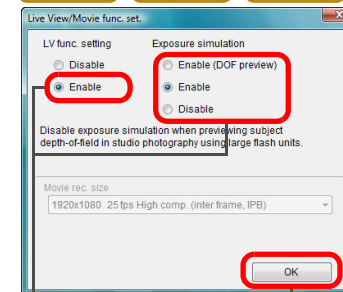 Live View/Movie func. set.
LV func. setting
Exposure simulation
Disable
Enable (DOF preview)
Enable
Enable
Disable
Disable exposure simulation when previewing subject
depth-of-field in studio photography using large flash units.
Movie rec. size
1920x1080 25 fps High comp. (inter frame, IPB)
OK